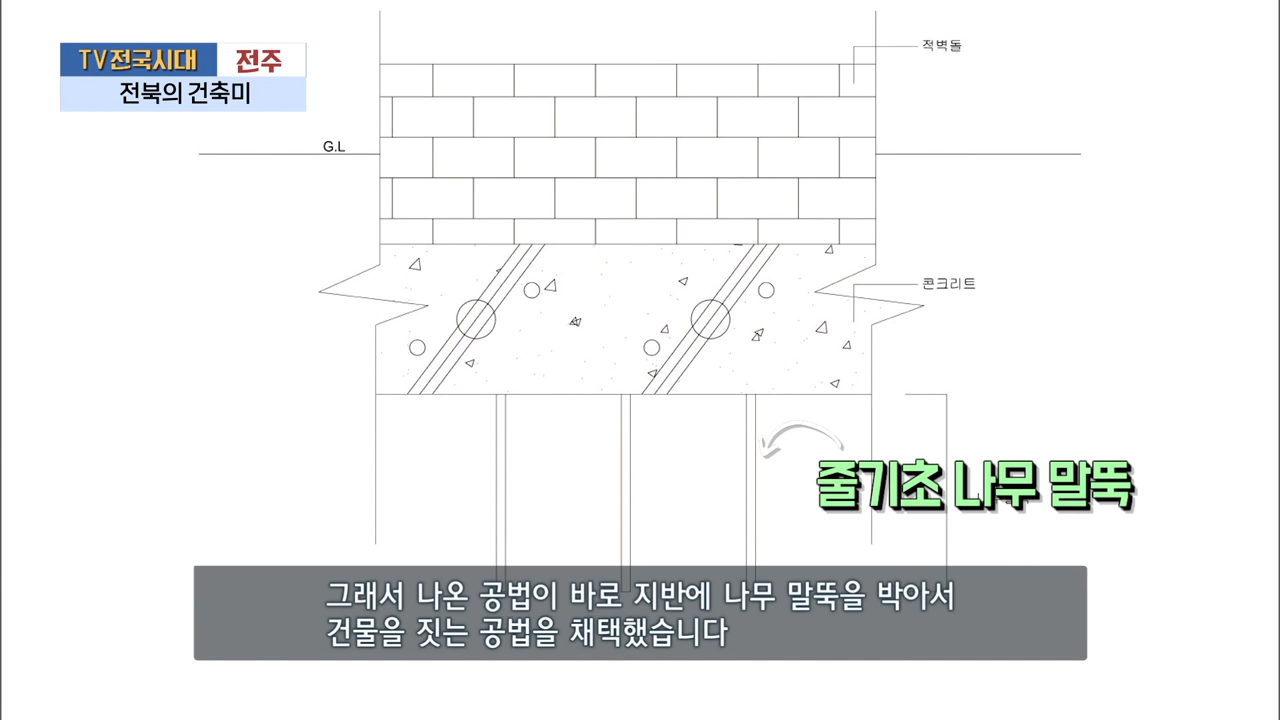 TV전국시대 전주
전북의 건축미
적벽돌
G.L
콘크리트
줄기초 나무 말뚝
그래서 나온 공법이 바로 지반에 나무 말뚝을 박아서
건물을 짓는 공법을 채택했습니다